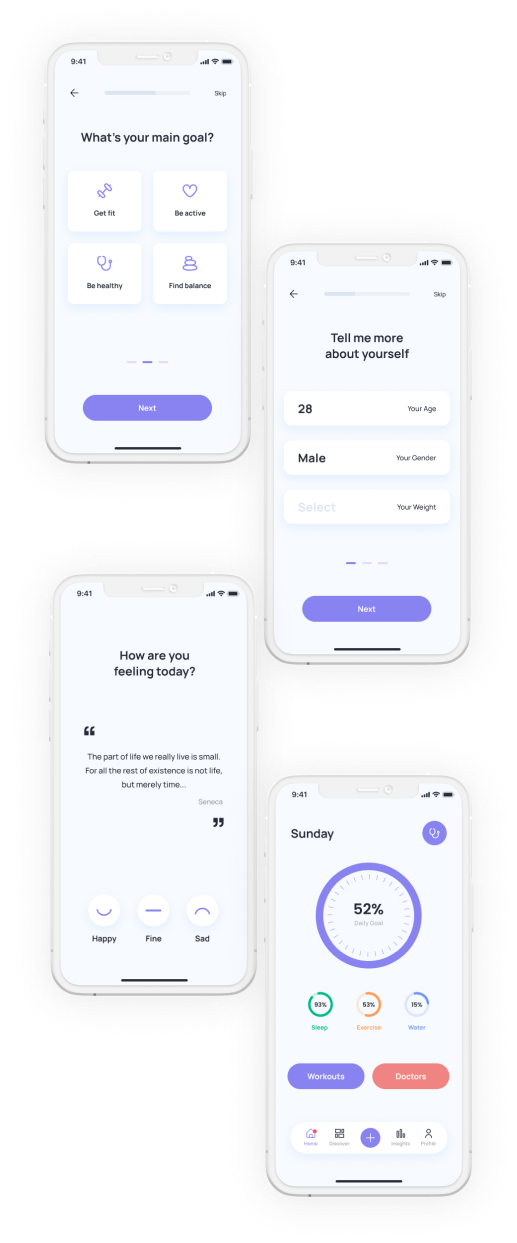 9:41
Skip
What's your main goal?
Get fit
Be active
Be healthy
Find balance
Next
9:41
Skip
Tell me more
about yourself
28 Your Age
Male Your Gender
Select Your Weight
Next
9:41
How are you
feeling today?
“
The part of life we really live is small.
For all the rest of existence is not life,
but merely time...
Seneca
”
Happy Fine Sad
9:41
Sunday
52%
Daily Goal
93% 53% 15%
Sleep Exercise Water
Workouts Doctors
Home Discover Insights Profile